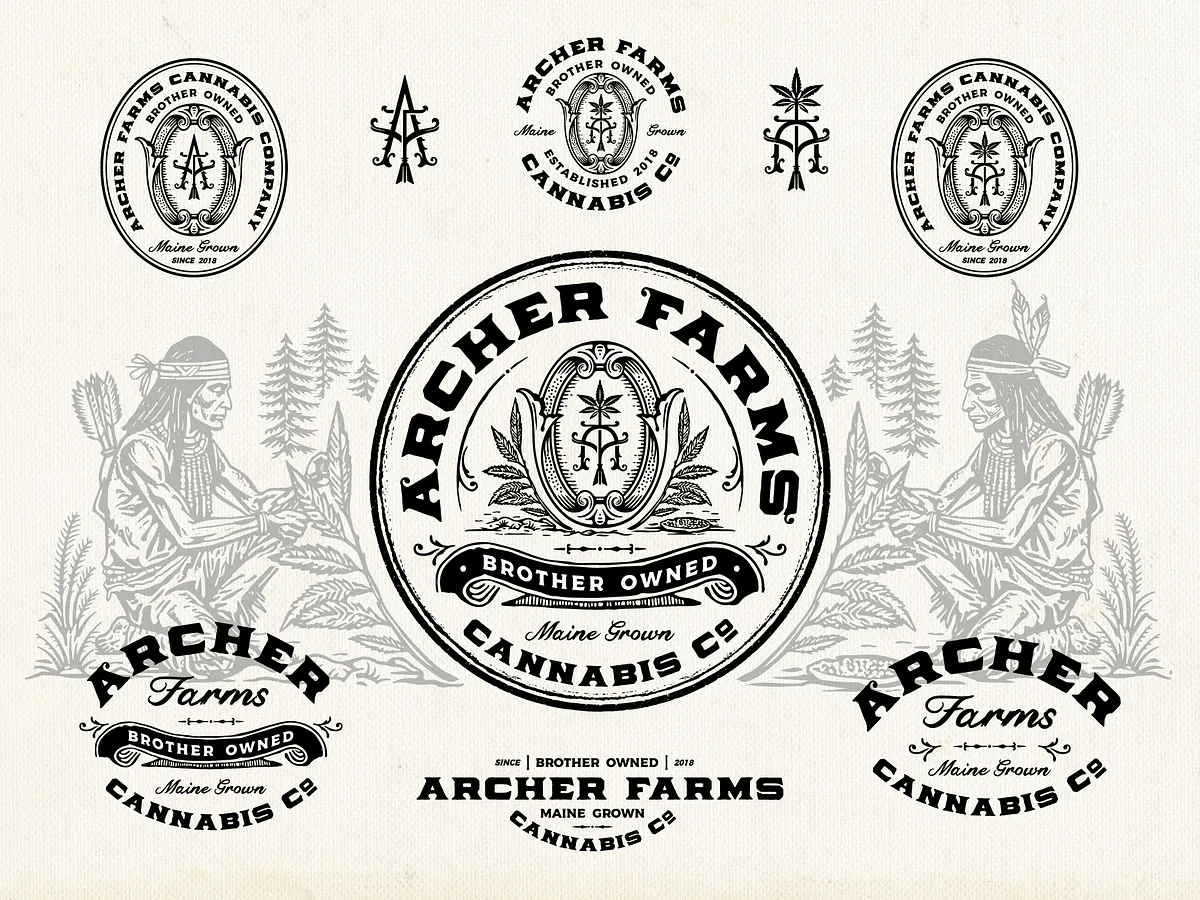 ARCHER FARMS CANNABIS COMPANY
BROTHER OWNED
A
Maine Grown
SINCE 2018
A
ARCHER FARMS
BROTHER OWNED
Maine Grown
ESTABLISHED 2018
CANNABIS Cº
ARCHER FARMS CANNABIS COMPANY
BROTHER OWNED
Maine Grown
SINCE 2018
ARCHER FARMS
BROTHER OWNED
Maine Grown
CANNABIS Cº
ARCHER
Farms
BROTHER OWNED
Maine Grown
CANNABIS Cº
SINCE | BROTHER OWNED | 2018
ARCHER FARMS
MAINE GROWN
CANNABIS Cº
ARCHER
Farms
Maine Grown
CANNABIS Cº